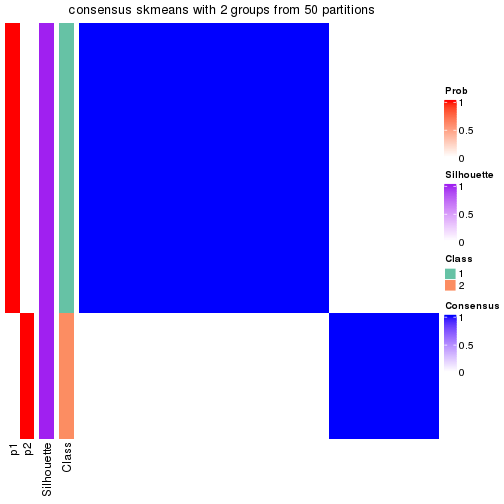 consensus skmeans with 2 groups from 50 partitions
Prob
1
0.5
0
Silhouette
1
0.5
0
Class
1
2
Consensus
1
0.5
0
p1
p2
Silhouette
Class